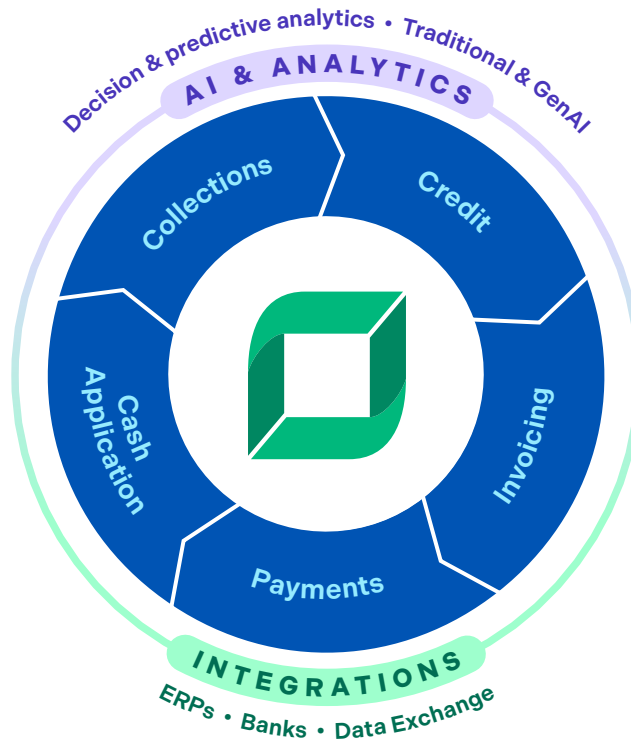 Decision & predictive analytics • Traditional & GenAI
AI & ANALYTICS
Collections
Credit
Cash
Application
Invoicing
Payments
INTEGRATIONS
ERPs • Banks • Data Exchange